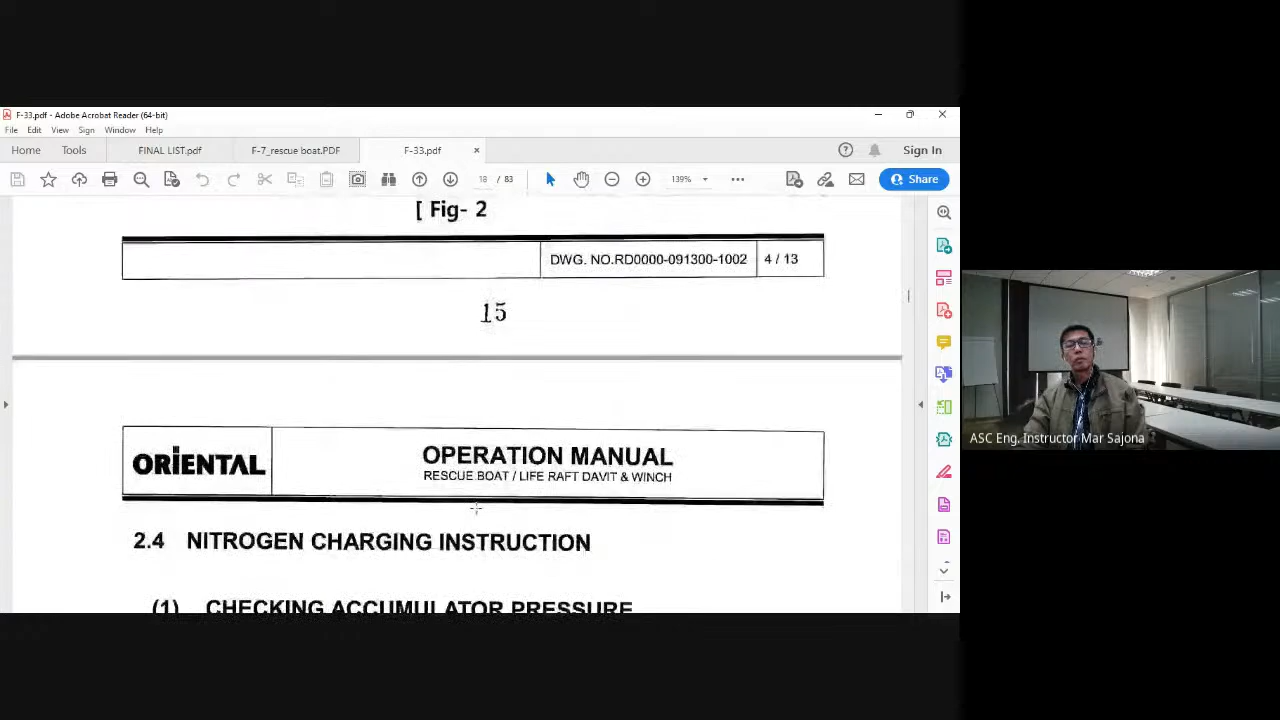 F-33.pdf - Adobe Acrobat Reader (64-bit)
File Edit View Sign Window Help
Home Tools FINAL LIST.pdf F-7_rescue boat.PDF F-33.pdf × Sign In
18 / 83 139% Share
[ Fig- 2
DWG. NO.RD0000-091300-1002 4 / 13
15
ORIENTAL
OPERATION MANUAL
RESCUE BOAT / LIFE RAFT DAVIT & WINCH
2.4 NITROGEN CHARGING INSTRUCTION
(1) CHECKING ACCUMULATOR PRESSURE
ASC Eng. Instructor Mar Sajona